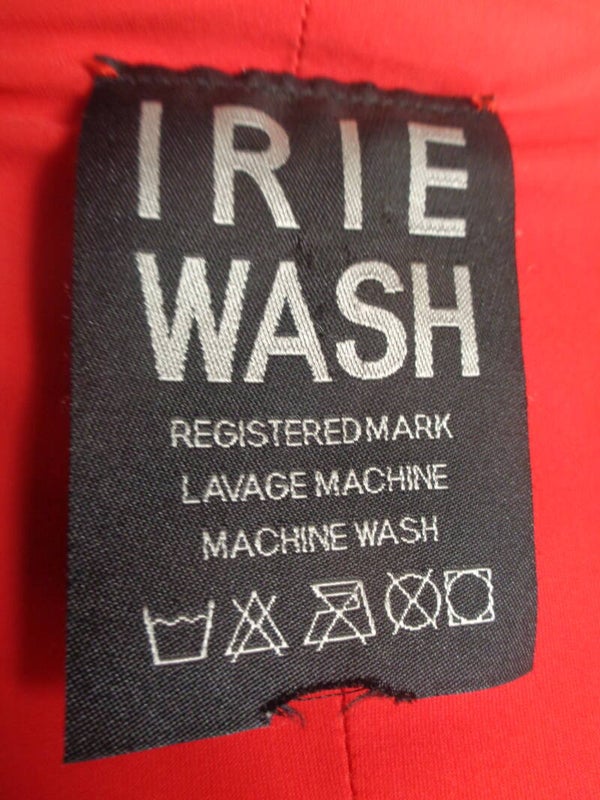 IRIE
WASH
REGISTERED MARK
LAVAGE MACHINE
MACHINE WASH